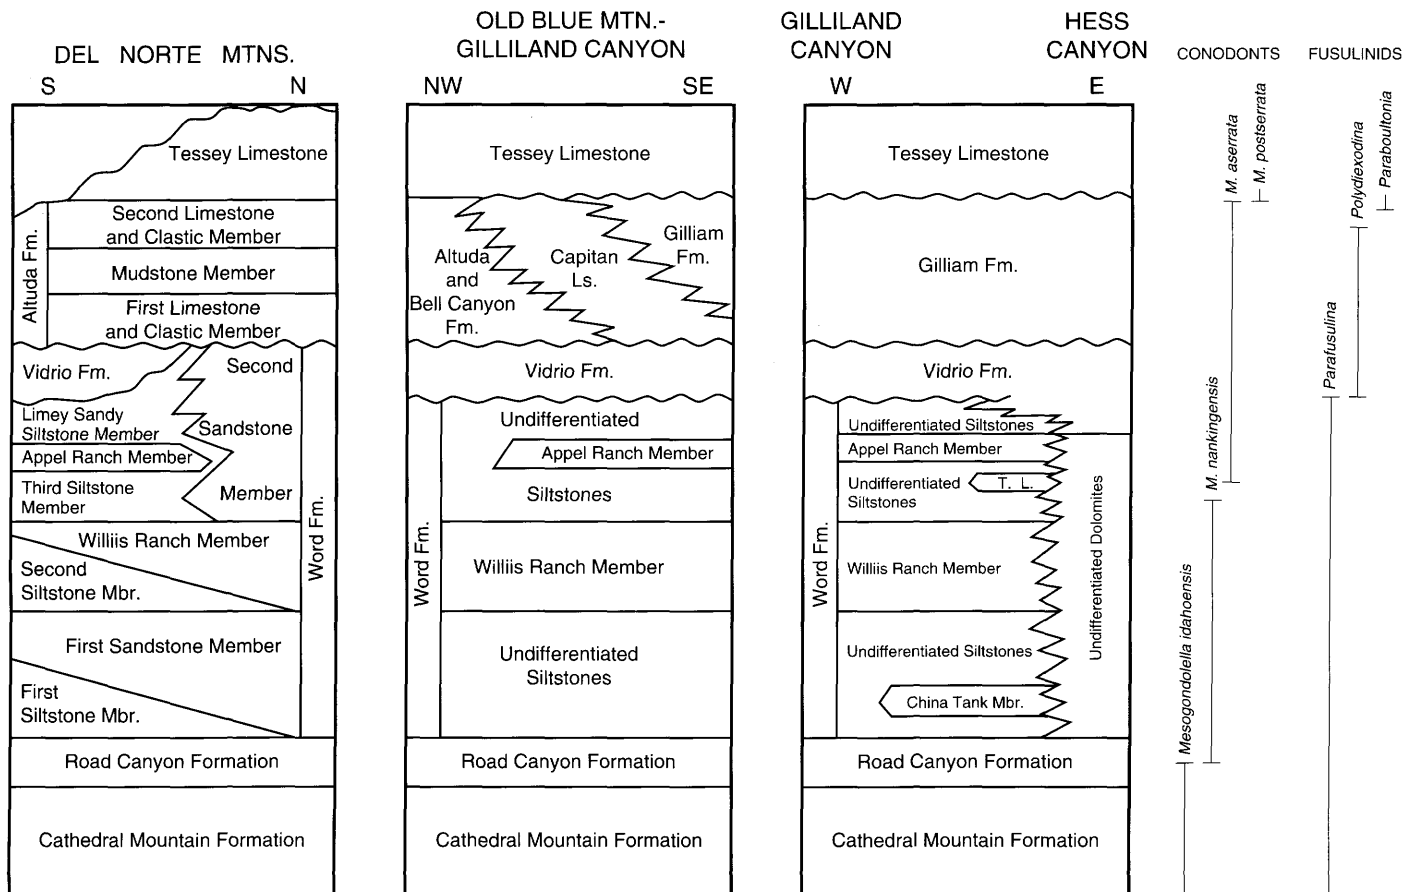 DEL NORTE MTNS.
S N
Tessey Limestone
Altuda Fm.
Second Limestone
and Clastic Member
Mudstone Member
First Limestone
and Clastic Member
Vidrio Fm.
Second
Sandstone
Member
Limey Sandy
Siltstone Member
Appel Ranch Member
Third Siltstone
Member
Williis Ranch Member
Second
Siltstone Mbr.
Word Fm.
First Sandstone Member
First
Siltstone Mbr.
Road Canyon Formation
Cathedral Mountain Formation
OLD BLUE MTN.-
GILLILAND CANYON
NW SE
Tessey Limestone
Altuda
and
Bell Canyon
Fm.
Capitan
Ls.
Gilliam
Fm.
Vidrio Fm.
Word Fm.
Undifferentiated
Appel Ranch Member
Siltstones
Williis Ranch Member
Undifferentiated
Siltstones
Road Canyon Formation
Cathedral Mountain Formation
GILLILAND
CANYON
HESS
CANYON
W E
Tessey Limestone
Gilliam Fm.
Vidrio Fm.
Word Fm.
Undifferentiated Siltstones
Appel Ranch Member
Undifferentiated
Siltstones
T. L.
Williis Ranch Member
Undifferentiated Siltstones
China Tank Mbr.
Undifferentiated Dolomites
Road Canyon Formation
Cathedral Mountain Formation
CONODONTS
Mesogondolella idahoensis
M. nankingensis
M. aserrata
M. postserrata
FUSULINIDS
Parafusulina
Polydiexodina
Paraboultonia